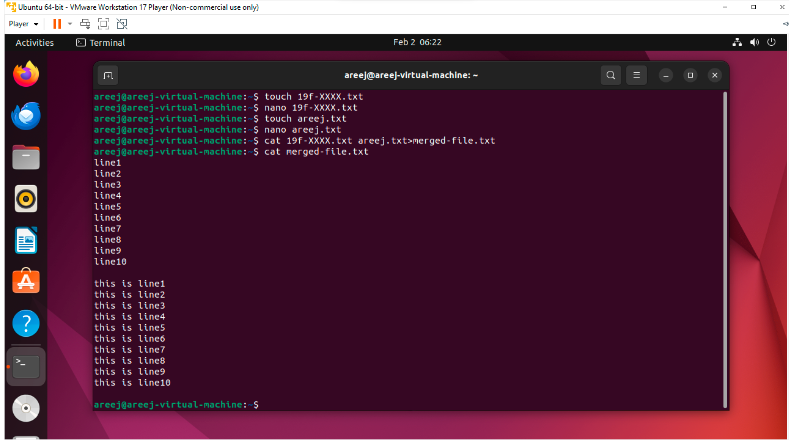 Ubuntu 64-bit - VMware Workstation 17 Player (Non-commercial use only)
Player
Activities
Terminal
Feb 2 06:22
areej@areej-virtual-machine: ~
areej@areej-virtual-machine:~$ touch 19f-XXXX.txt
areej@areej-virtual-machine:~$ nano 19f-XXXX.txt
areej@areej-virtual-machine:~$ touch areej.txt
areej@areej-virtual-machine:~$ nano areej.txt
areej@areej-virtual-machine:~$ cat 19f-XXXX.txt areej.txt>merged-file.txt
areej@areej-virtual-machine:~$ cat merged-file.txt
line1
line2
line3
line4
line5
line6
line7
line8
line9
line10
this is line1
this is line2
this is line3
this is line4
this is line5
this is line6
this is line7
this is line8
this is line9
this is line10
areej@areej-virtual-machine:~$